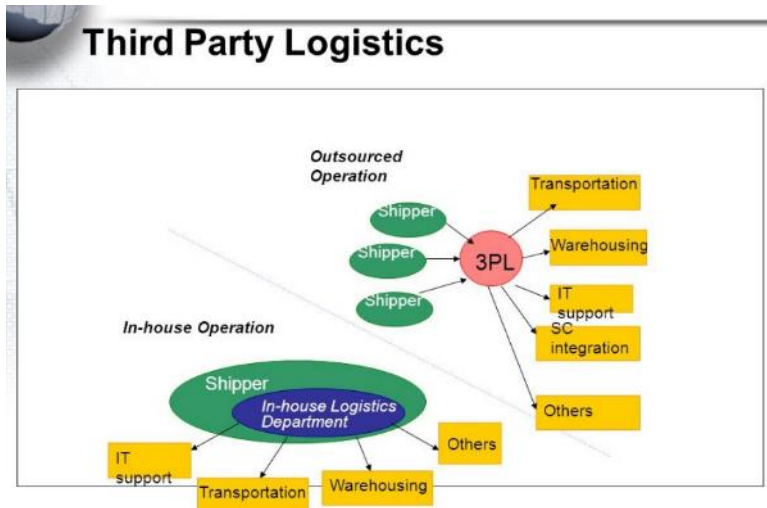 Third Party Logistics
Outsourced
Operation
Transportation
Shipper
Warehousing
Shipper
3PL
IT
support
Shipper
SC
integration
In-house Operation
Others
Shipper
In-house Logistics
Department
Others
IT
support
Transportation
Warehousing